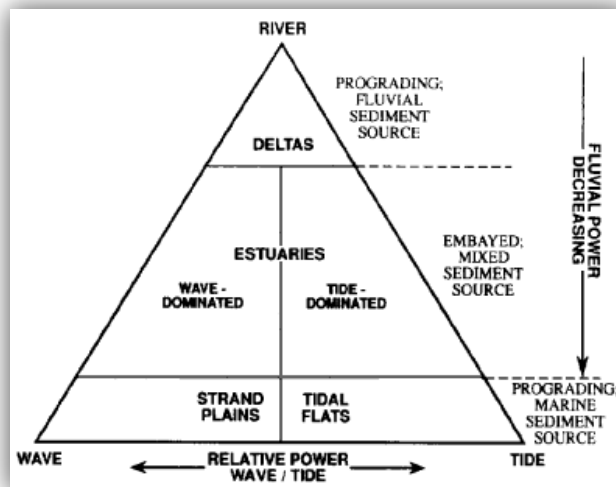 RIVER
PROGRADING;
FLUVIAL
SEDIMENT
SOURCE
DELTAS
FLUVIAL POWER
DECREASING
ESTUARIES
EMBAYED;
MIXED
SEDIMENT
SOURCE
WAVE -
DOMINATED
TIDE -
DOMINATED
STRAND
PLAINS
TIDAL
FLATS
PROGRADING;
MARINE
SEDIMENT
SOURCE
WAVE
RELATIVE POWER
WAVE / TIDE
TIDE